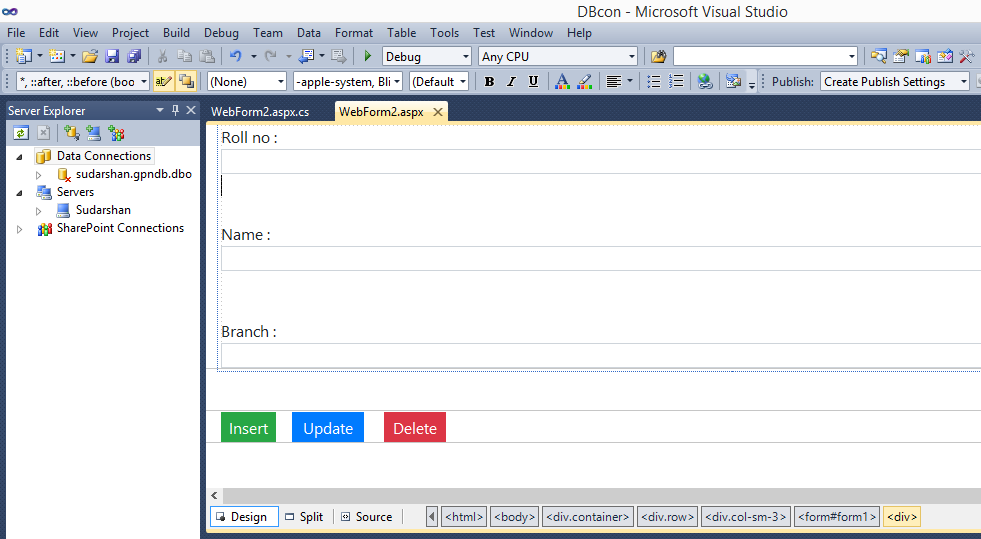 DBcon - Microsoft Visual Studio
File Edit View Project Build Debug Team Data Format Table Tools Test Window Help
Debug Any CPU
*, ::after, ::before (boo (None) -apple-system, Bli (Default B I U A Publish: Create Publish Settings
Server Explorer
WebForm2.aspx.cs WebForm2.aspx
Data Connections
sudarshan.gpndb.dbo
Servers
Sudarshan
SharePoint Connections
Roll no :
Name :
Branch :
Insert Update Delete
Design Split Source <html> <body> <div.container> <div.row> <div.col-sm-3> <form#form1> <div>